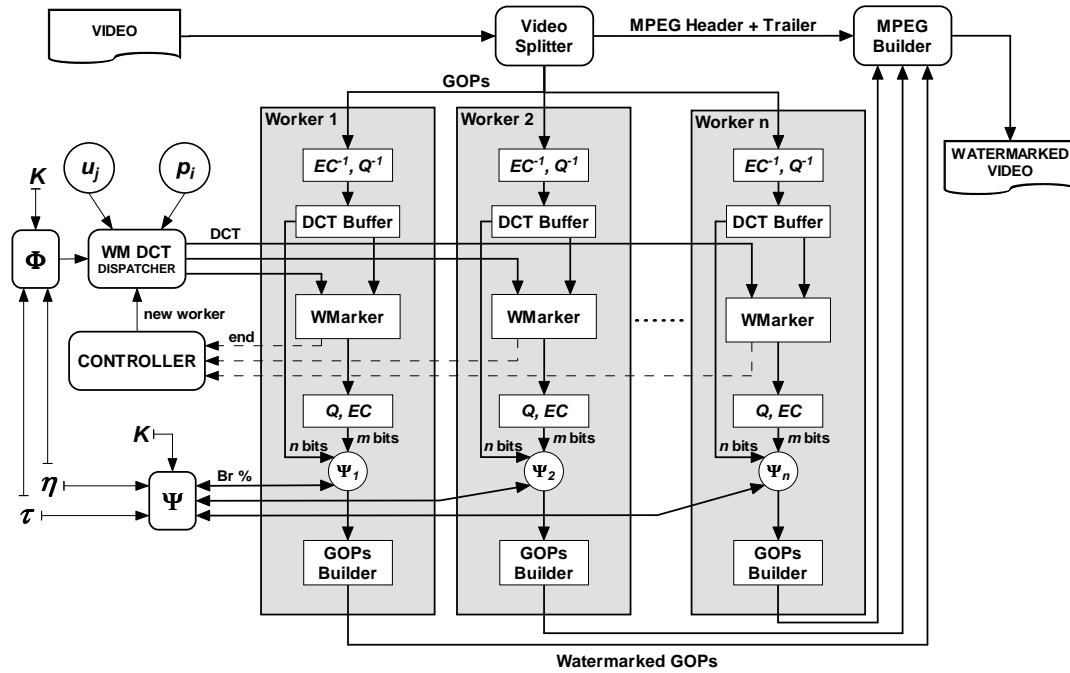 VIDEO
Video
Splitter
MPEG Header + Trailer
MPEG
Builder
GOPs
WATERMARKED
VIDEO
Worker 1
Worker 2
Worker n
EC⁻¹, Q⁻¹
EC⁻¹, Q⁻¹
EC⁻¹, Q⁻¹
u_j
p_i
K
DCT Buffer
DCT Buffer
DCT Buffer
DCT
Φ
WM DCT
DISPATCHER
new worker
WMarker
WMarker
......
WMarker
end
CONTROLLER
Q, EC
Q, EC
Q, EC
K
n bits
m bits
n bits
m bits
n bits
m bits
Br %
Ψ₁
Ψ₂
Ψ_n
η
Ψ
τ
GOPs
Builder
GOPs
Builder
GOPs
Builder
Watermarked GOPs